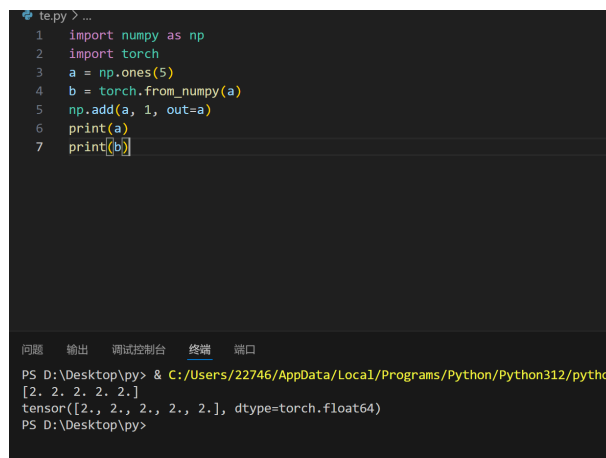 te.py > ...
1 import numpy as np
2 import torch
3 a = np.ones(5)
4 b = torch.from_numpy(a)
5 np.add(a, 1, out=a)
6 print(a)
7 print(b)
问题 输出 调试控制台 终端 端口
PS D:\Desktop\py> & C:/Users/22746/AppData/Local/Programs/Python/Python312/pytho
[2. 2. 2. 2. 2.]
tensor([2., 2., 2., 2., 2.], dtype=torch.float64)
PS D:\Desktop\py>